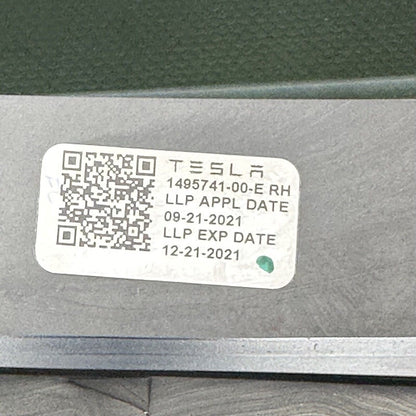 TESLA
1495741-00-E RH
LLP APPL DATE
09-21-2021
LLP EXP DATE
12-21-2021